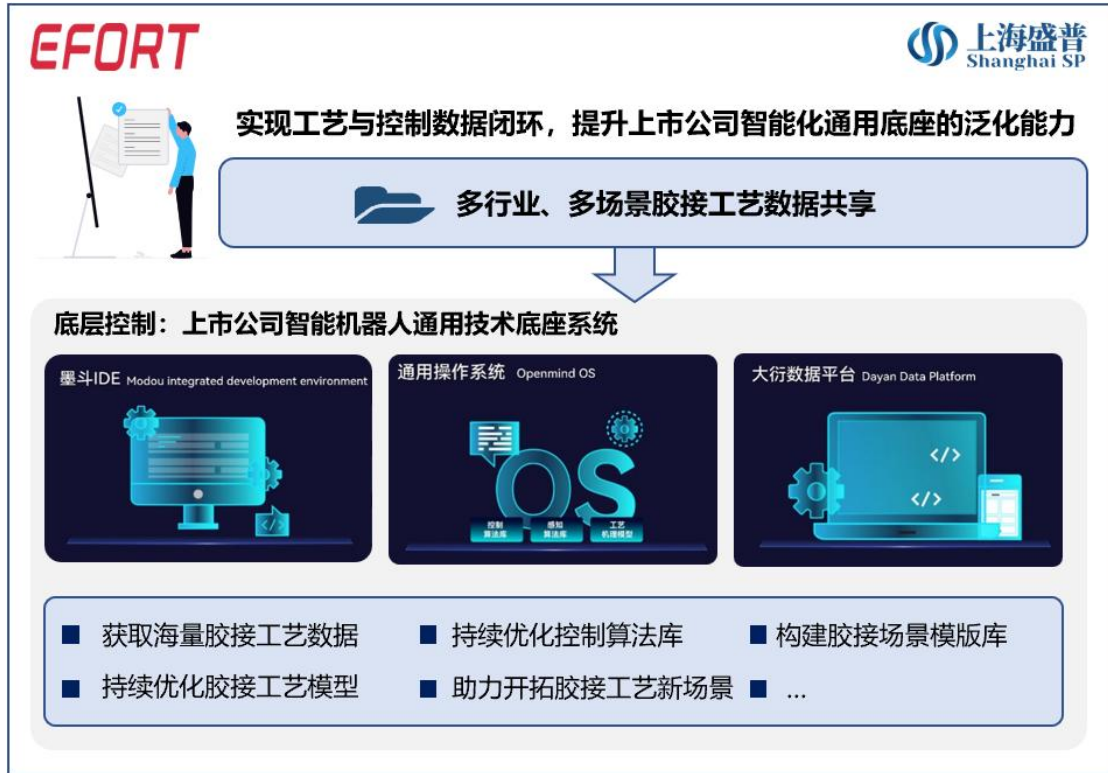 EFORT
上海盛普
Shanghai SP
实现工艺与控制数据闭环，提升上市公司智能化通用底座的泛化能力
多行业、多场景胶接工艺数据共享
底层控制：上市公司智能机器人通用技术底座系统
墨斗IDE Modou integrated development environment
通用操作系统 Openmind OS
大衍数据平台 Dayan Data Platform
</>
OS
控制
算法库
感知
算法库
工艺
机理模型
</>
</>
■ 获取海量胶接工艺数据
■ 持续优化控制算法库
■ 构建胶接场景模版库
■ 持续优化胶接工艺模型
■ 助力开拓胶接工艺新场景
■ ...